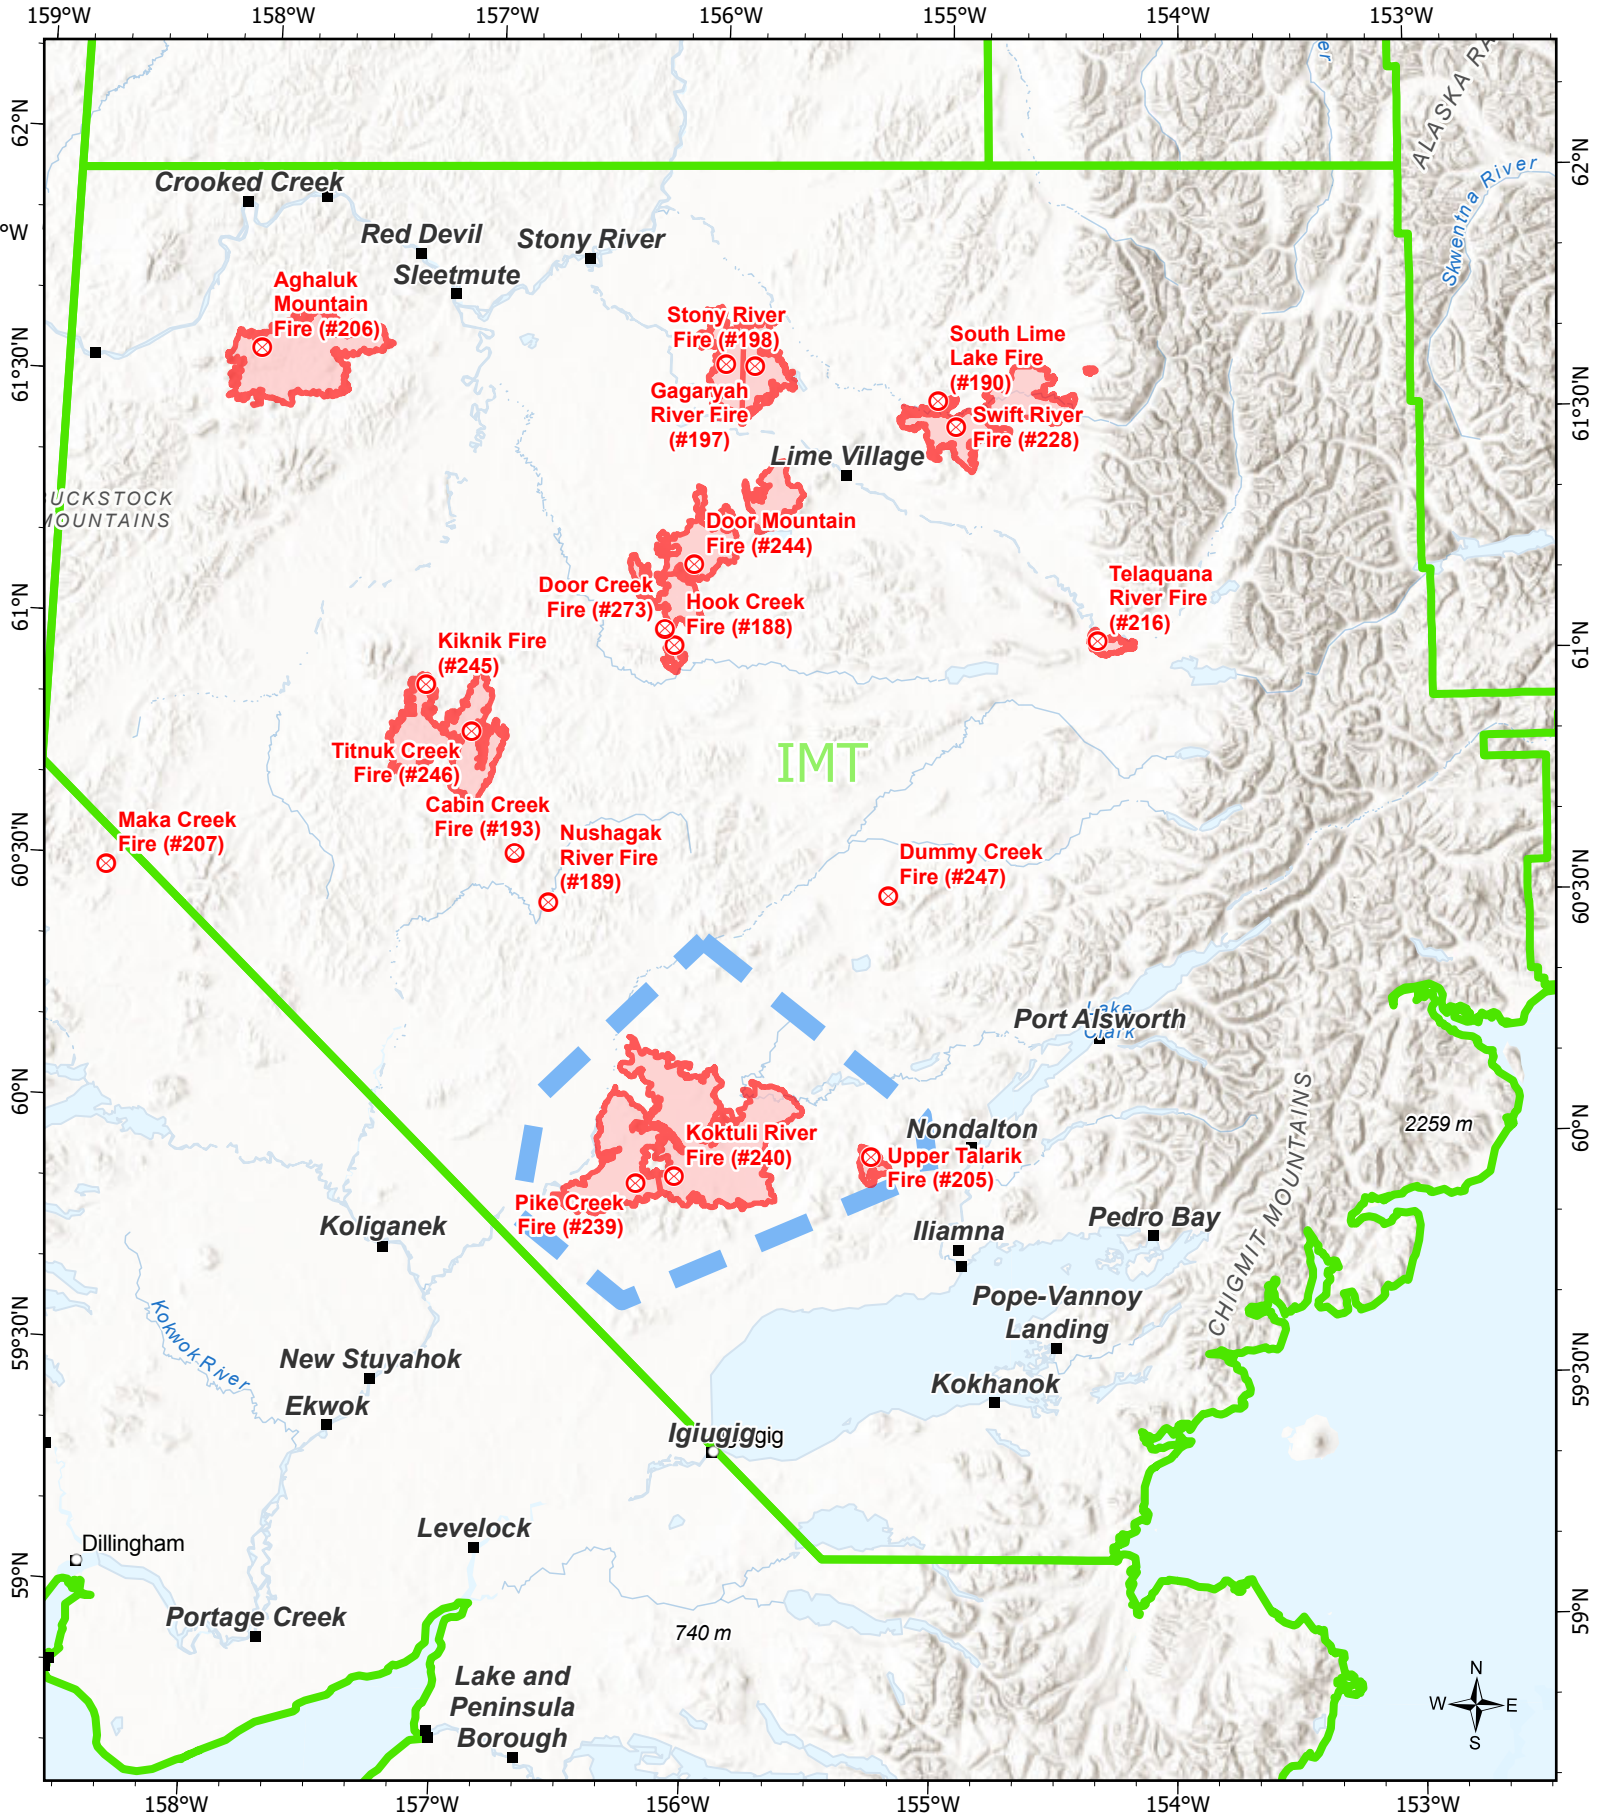 159°W 158°W 157°W 156°W 155°W 154°W 153°W
62°N
62°N
ALASKA RA
er
Skwentna River
°W
Crooked Creek
Red Devil
Stony River
Sleetmute
Aghaluk
Mountain
Fire (#206)
Stony River
Fire (#198)
South Lime
Lake Fire
(#190)
61°30'N
61°30'N
Gagaryah
River Fire
(#197)
Swift River
Fire (#228)
Lime Village
UCKSTOCK
MOUNTAINS
Door Mountain
Fire (#244)
Door Creek
Fire (#273)
Hook Creek
Fire (#188)
Telaquana
River Fire
(#216)
61°N
61°N
Kiknik Fire
(#245)
Titnuk Creek
Fire (#246)
IMT
Cabin Creek
Fire (#193)
Maka Creek
Fire (#207)
Nushagak
River Fire
(#189)
Dummy Creek
Fire (#247)
60°30'N
60°30'N
Lake
Clark
Port Alsworth
60°N
60°N
2259 m
Nondalton
Koktuli River
Fire (#240)
Upper Talarik
Fire (#205)
Pike Creek
Fire (#239)
Koliganek
Iliamna
Pedro Bay
CHIGMIT MOUNTAINS
Pope-Vannoy
Landing
Kokwok River
59°30'N
59°30'N
New Stuyahok
Ekwok
Kokhanok
Igiugig
Levelock
Dillingham
59°N
59°N
Portage Creek
740 m
Lake and
Peninsula
Borough
N
W E
S
158°W 157°W 156°W 155°W 154°W 153°W